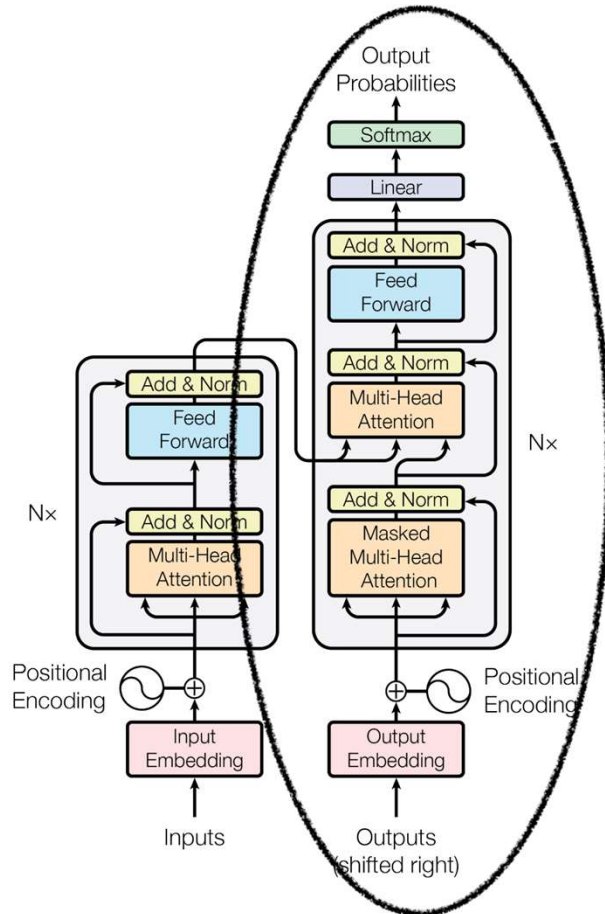 Output
Probabilities
Softmax
Linear
Add & Norm
Feed
Forward
Add & Norm
Multi-Head
Attention
Add & Norm
Masked
Multi-Head
Attention
Nx
Add & Norm
Feed
Forward
Add & Norm
Multi-Head
Attention
Nx
Positional
Encoding
Positional
Encoding
Input
Embedding
Output
Embedding
Inputs
Outputs
(shifted right)